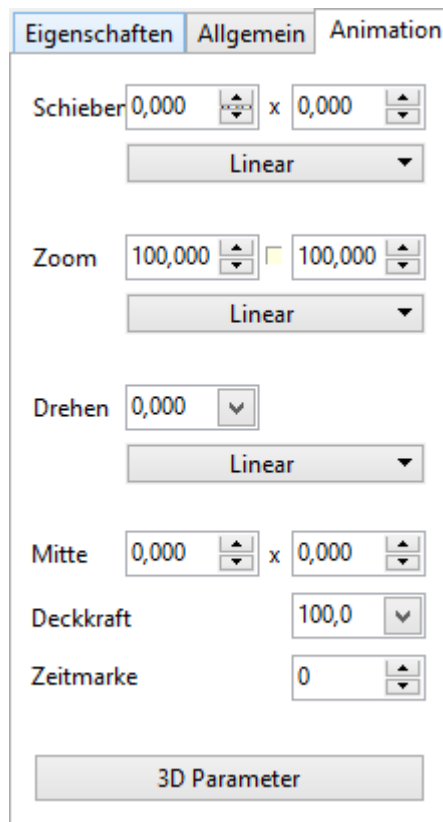 Eigenschaften Allgemein Animation
Schieben 0,000 x 0,000
Linear
Zoom 100,000 100,000
Linear
Drehen 0,000
Linear
Mitte 0,000 x 0,000
Deckkraft 100,0
Zeitmarke 0
3D Parameter